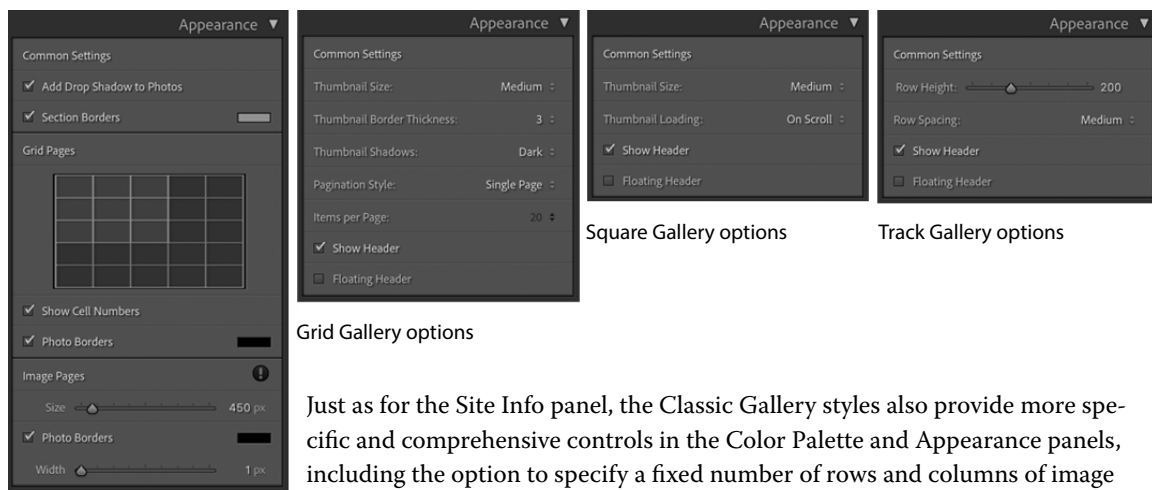 Appearance ▼
Common Settings
Add Drop Shadow to Photos
Section Borders
Grid Pages
Show Cell Numbers
Photo Borders
Image Pages
Size 450 px
Photo Borders
Width 1 px
Appearance ▼
Common Settings
Thumbnail Size: Medium
Thumbnail Border Thickness: 3
Thumbnail Shadows: Dark
Pagination Style: Single Page
Items per Page: 20
Show Header
Floating Header
Grid Gallery options
Appearance ▼
Common Settings
Thumbnail Size: Medium
Thumbnail Loading: On Scroll
Show Header
Floating Header
Square Gallery options
Appearance ▼
Common Settings
Row Height: 200
Row Spacing: Medium
Show Header
Floating Header
Track Gallery options
Just as for the Site Info panel, the Classic Gallery styles also provide more spe-
cific and comprehensive controls in the Color Palette and Appearance panels,
including the option to specify a fixed number of rows and columns of image